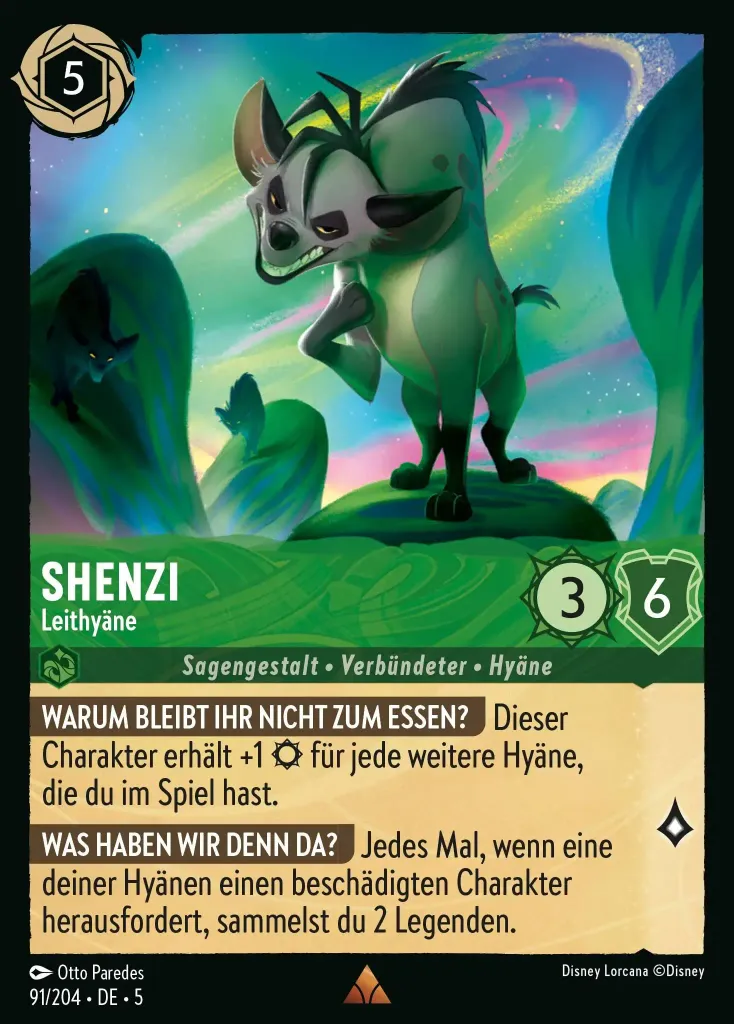 5
SHENZI
Leithyäne
3
6
Sagengestalt • Verbündeter • Hyäne
WARUM BLEIBT IHR NICHT ZUM ESSEN? Dieser
Charakter erhält +1 für jede weitere Hyäne,
die du im Spiel hast.
WAS HABEN WIR DENN DA? Jedes Mal, wenn eine
deiner Hyänen einen beschädigten Charakter
herausfordert, sammelst du 2 Legenden.
Otto Paredes
Disney Lorcana ©Disney
91/204 • DE • 5